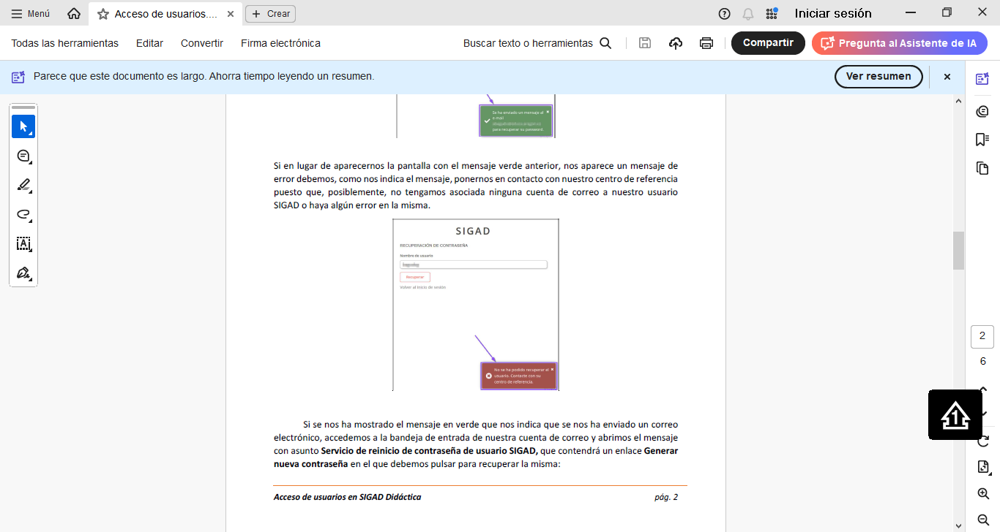 Menú
Acceso de usuarios....
Crear
Iniciar sesión
Todas las herramientas
Editar
Convertir
Firma electrónica
Buscar texto o herramientas
Compartir
Pregunta al Asistente de IA
Parece que este documento es largo. Ahorra tiempo leyendo un resumen.
Ver resumen
Se ha enviado un mensaje al
e-mail
para recuperar su password.
Si en lugar de aparecernos la pantalla con el mensaje verde anterior, nos aparece un mensaje de
error debemos, como nos indica el mensaje, ponernos en contacto con nuestro centro de referencia
puesto que, posiblemente, no tengamos asociada ninguna cuenta de correo a nuestro usuario
SIGAD o haya algún error en la misma.
SIGAD
RECUPERACIÓN DE CONTRASEÑA
Nombre de usuario
Recuperar
Volver al inicio de sesión
No se ha podido recuperar el
usuario. Contacte con su
centro de referencia.
Si se nos ha mostrado el mensaje en verde que nos indica que se nos ha enviado un correo
electrónico, accedemos a la bandeja de entrada de nuestra cuenta de correo y abrimos el mensaje
con asunto Servicio de reinicio de contraseña de usuario SIGAD, que contendrá un enlace Generar
nueva contraseña en el que debemos pulsar para recuperar la misma:
Acceso de usuarios en SIGAD Didáctica
pág. 2
2
6
1